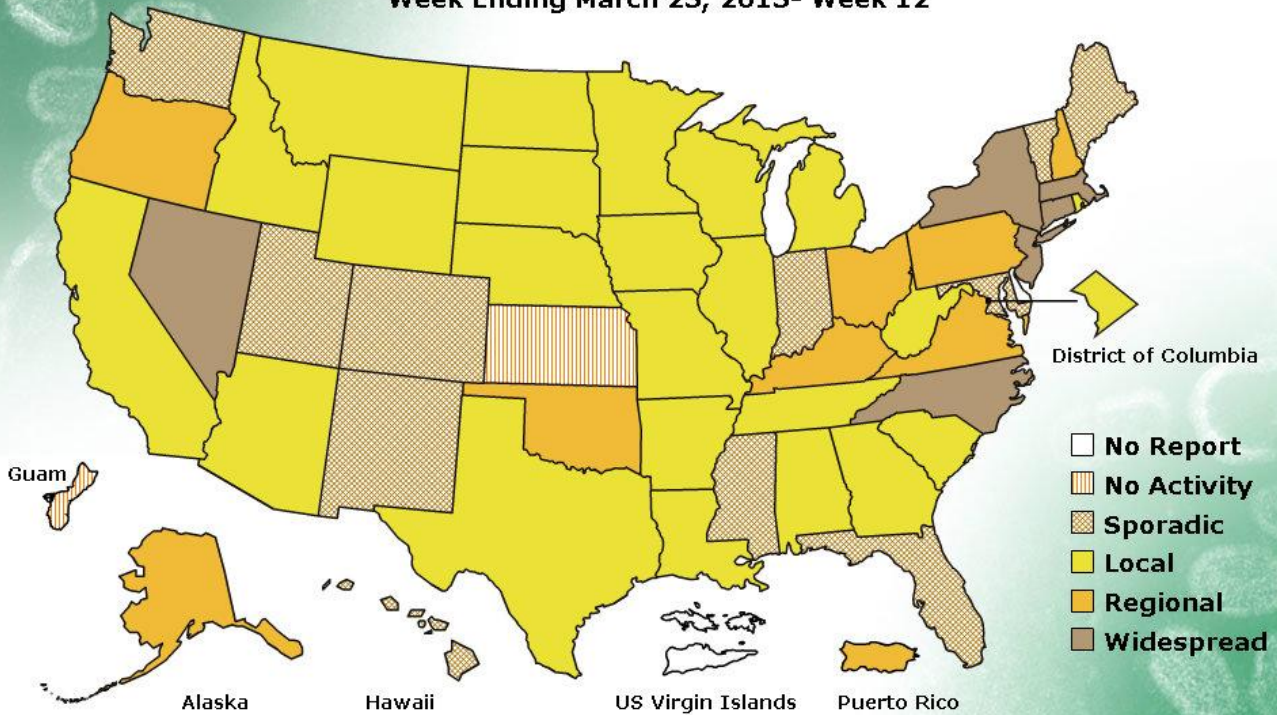 Week Ending March 23, 2013- Week 12
District of Columbia
No Report
Guam
No Activity
Sporadic
Local
Regional
Widespread
Alaska
Hawaii
US Virgin Islands
Puerto Rico